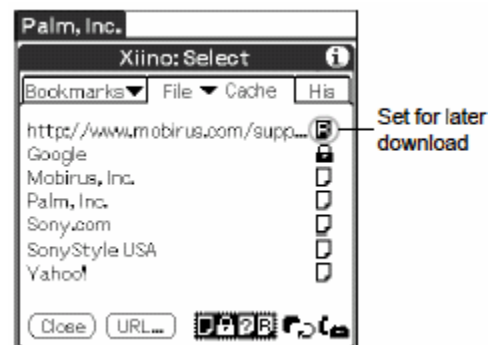 Palm, Inc.
Xiino: Select
Bookmarks File Cache His
http://www.mobirus.com/supp...
Google
Mobirus, Inc.
Palm, Inc.
Sony.com
SonyStyle USA
Yahoo!
Close URL... ? R
Set for later
download